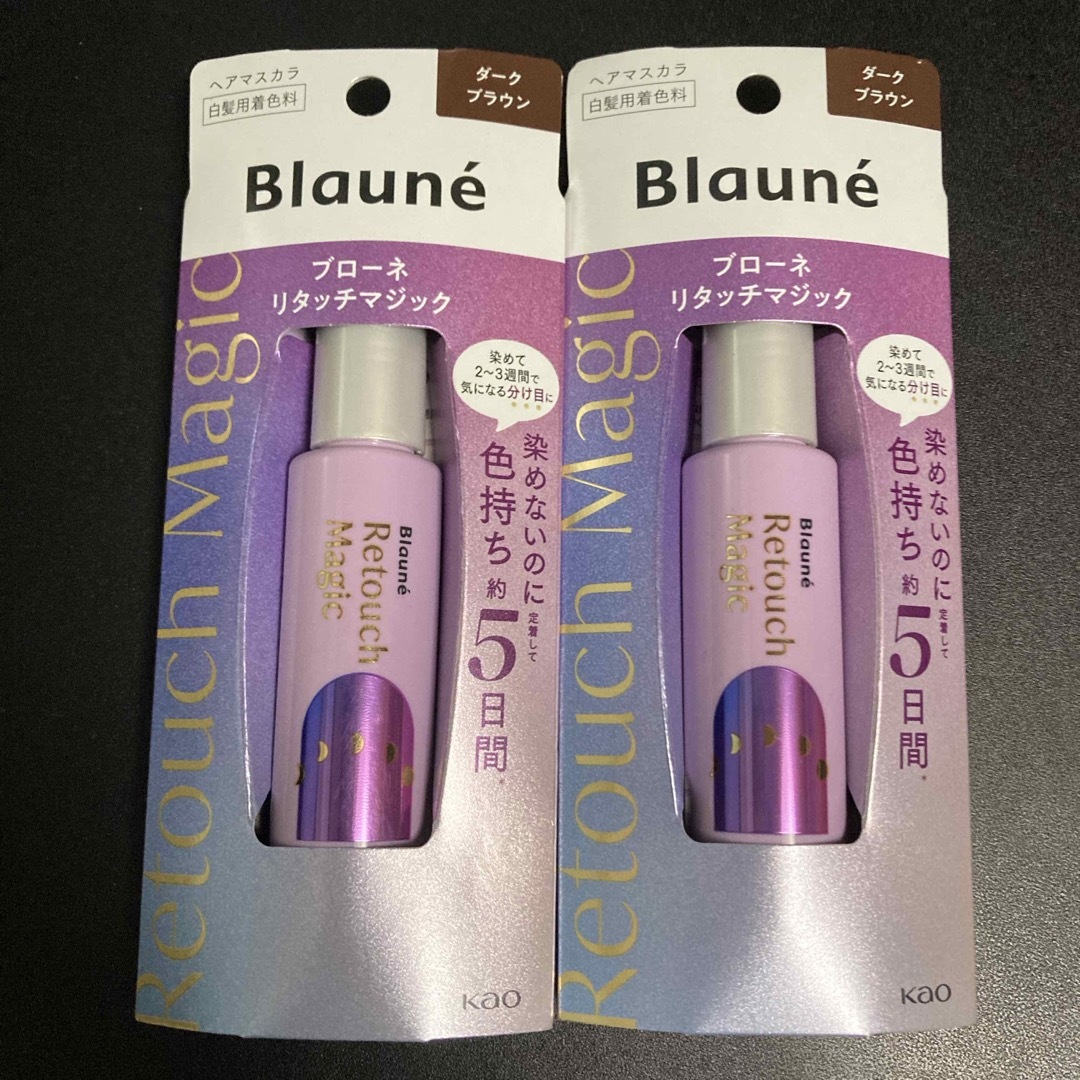 ヘアマスカラ
白髪用着色料
ダーク
ブラウン
Blauné
ブローネ
リタッチマジック
Retouch Magic
染めて
2〜3週間で
気になる分け目に
染めないのに
色持ち 約5日間※
定着して
Blauné
Retouch
Magic
Kao
ヘアマスカラ
白髪用着色料
ダーク
ブラウン
Blauné
ブローネ
リタッチマジック
Retouch Magic
染めて
2〜3週間で
気になる分け目に
染めないのに
色持ち 約5日間※
定着して
Blauné
Retouch
Magic
Kao